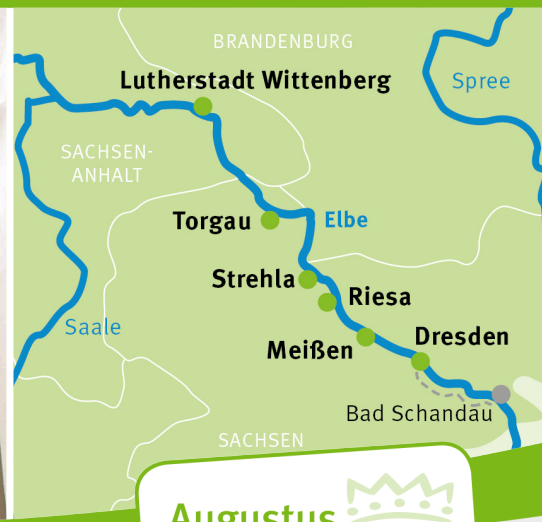 BRANDENBURG
Lutherstadt Wittenberg
Spree
SACHSEN-
ANHALT
Torgau
Elbe
Strehla
Riesa
Saale
Meißen
Dresden
Bad Schandau
SACHSEN
Augustus